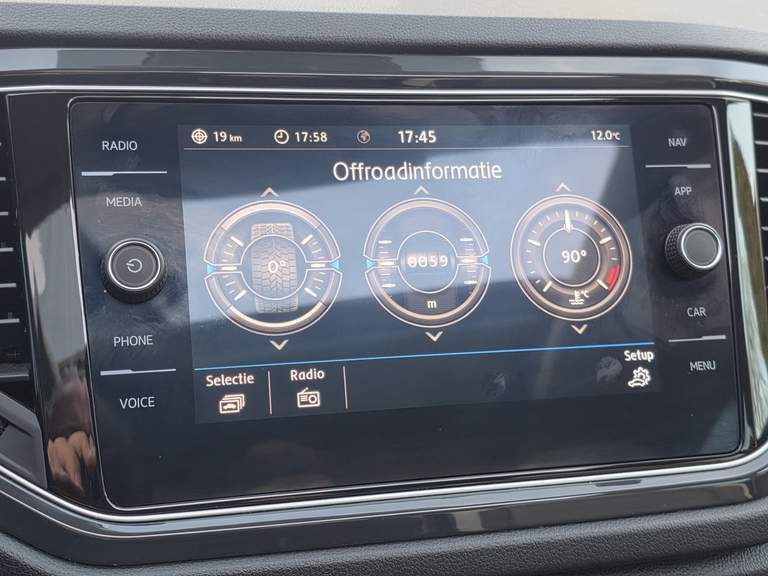 RADIO
MEDIA
PHONE
VOICE
19 km 17:58 17:45 12.0°C
Offroadinformatie
0°
0059
m
90°
°C
Selectie
Radio
Setup
NAV
APP
CAR
MENU